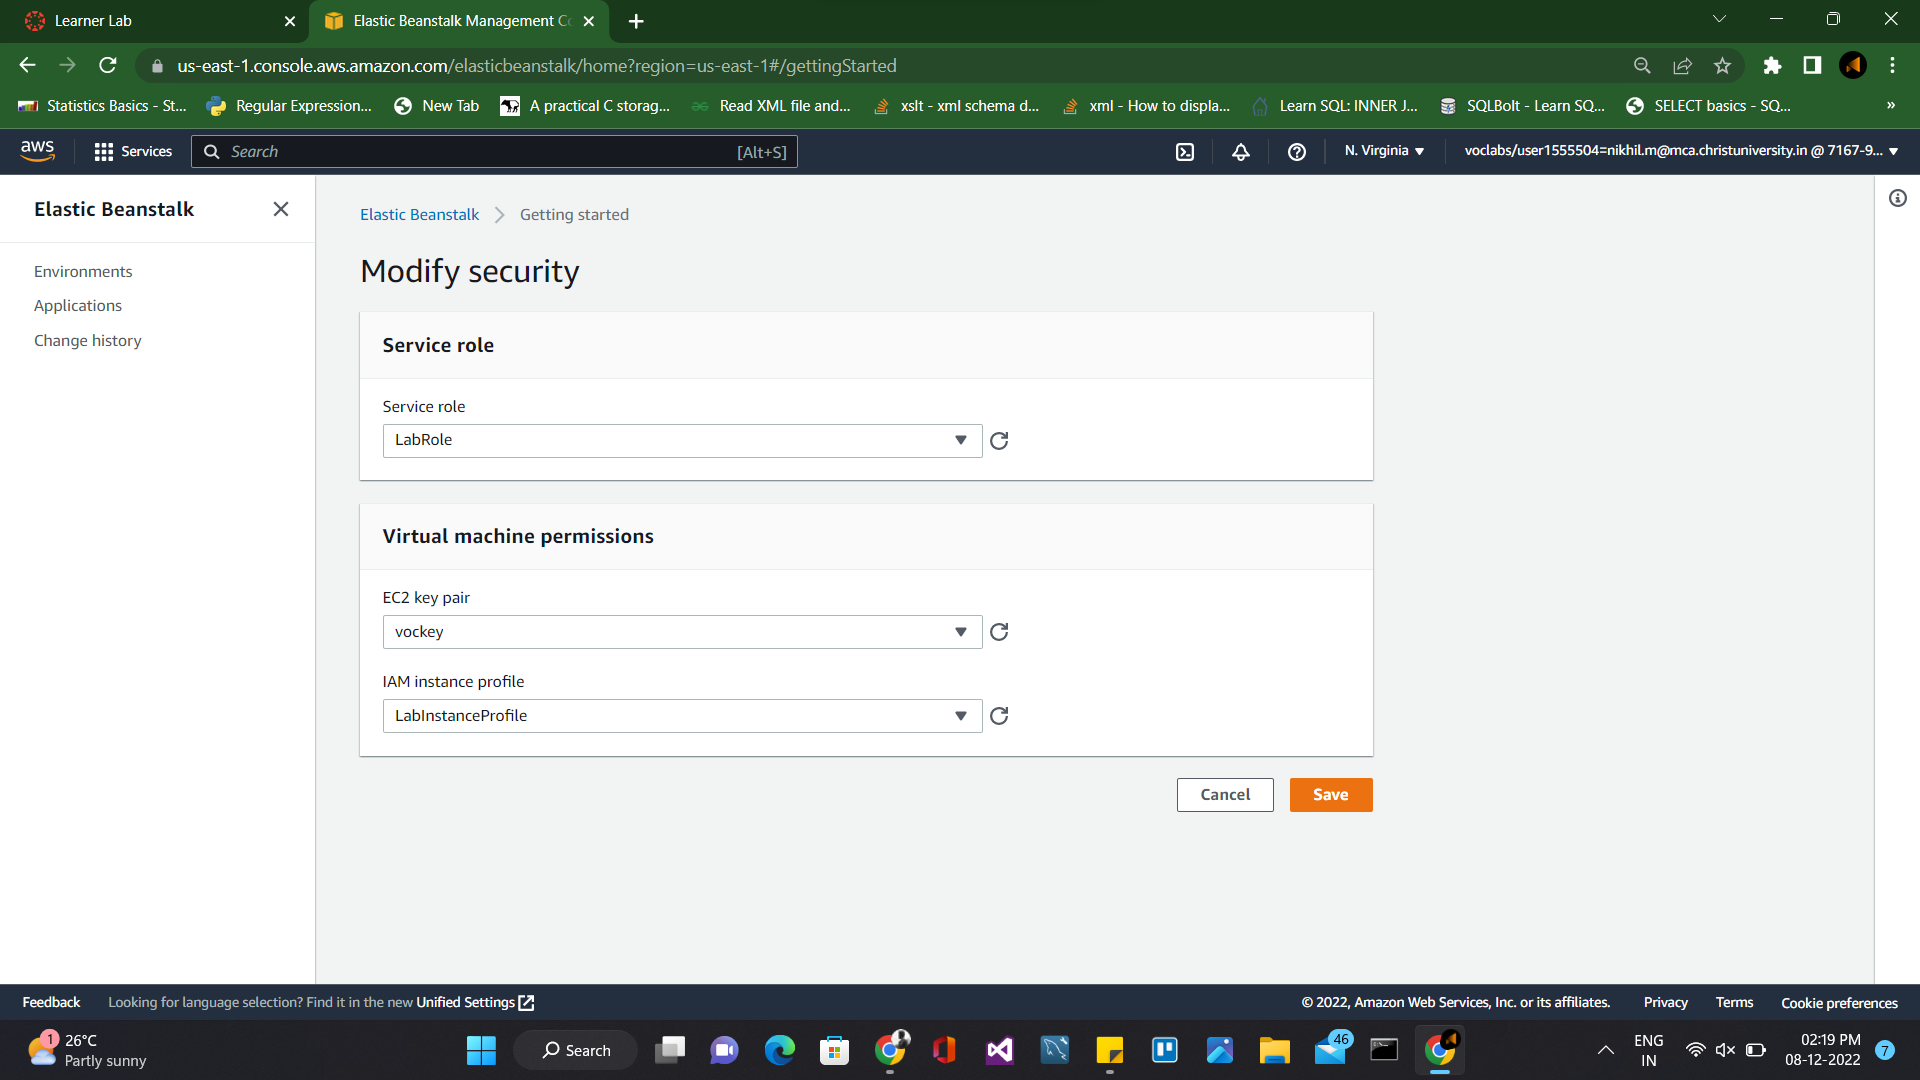 Learner Lab
Elastic Beanstalk Management Co
us-east-1.console.aws.amazon.com/elasticbeanstalk/home?region=us-east-1#/gettingStarted
Statistics Basics - St...
Regular Expression...
New Tab
A practical C storag...
Read XML file and...
xslt - xml schema d...
xml - How to displa...
Learn SQL: INNER J...
SQLBolt - Learn SQ...
SELECT basics - SQ...
»
aws
Services
Search
[Alt+S]
N. Virginia
voclabs/user1555504=nikhil.m@mca.christuniversity.in @ 7167-9...
Elastic Beanstalk
Environments
Applications
Change history
Elastic Beanstalk
Getting started
Modify security
Service role
Service role
LabRole
Virtual machine permissions
EC2 key pair
vockey
IAM instance profile
LabInstanceProfile
Cancel
Save
Feedback
Looking for language selection? Find it in the new Unified Settings
© 2022, Amazon Web Services, Inc. or its affiliates.
Privacy
Terms
Cookie preferences
1
26°C
Partly sunny
Search
46
ENG
IN
02:19 PM
08-12-2022
7